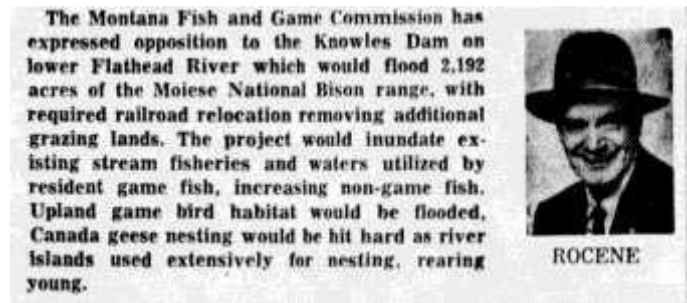 The Montana Fish and Game Commission has
expressed opposition to the Knowles Dam on
lower Flathead River which would flood 2,192
acres of the Moiese National Bison range, with
required railroad relocation removing additional
grazing lands. The project would inundate ex-
isting stream fisheries and waters utilized by
resident game fish, increasing non-game fish.
Upland game bird habitat would be flooded,
Canada geese nesting would be hit hard as river
islands used extensively for nesting, rearing
young.
ROCENE